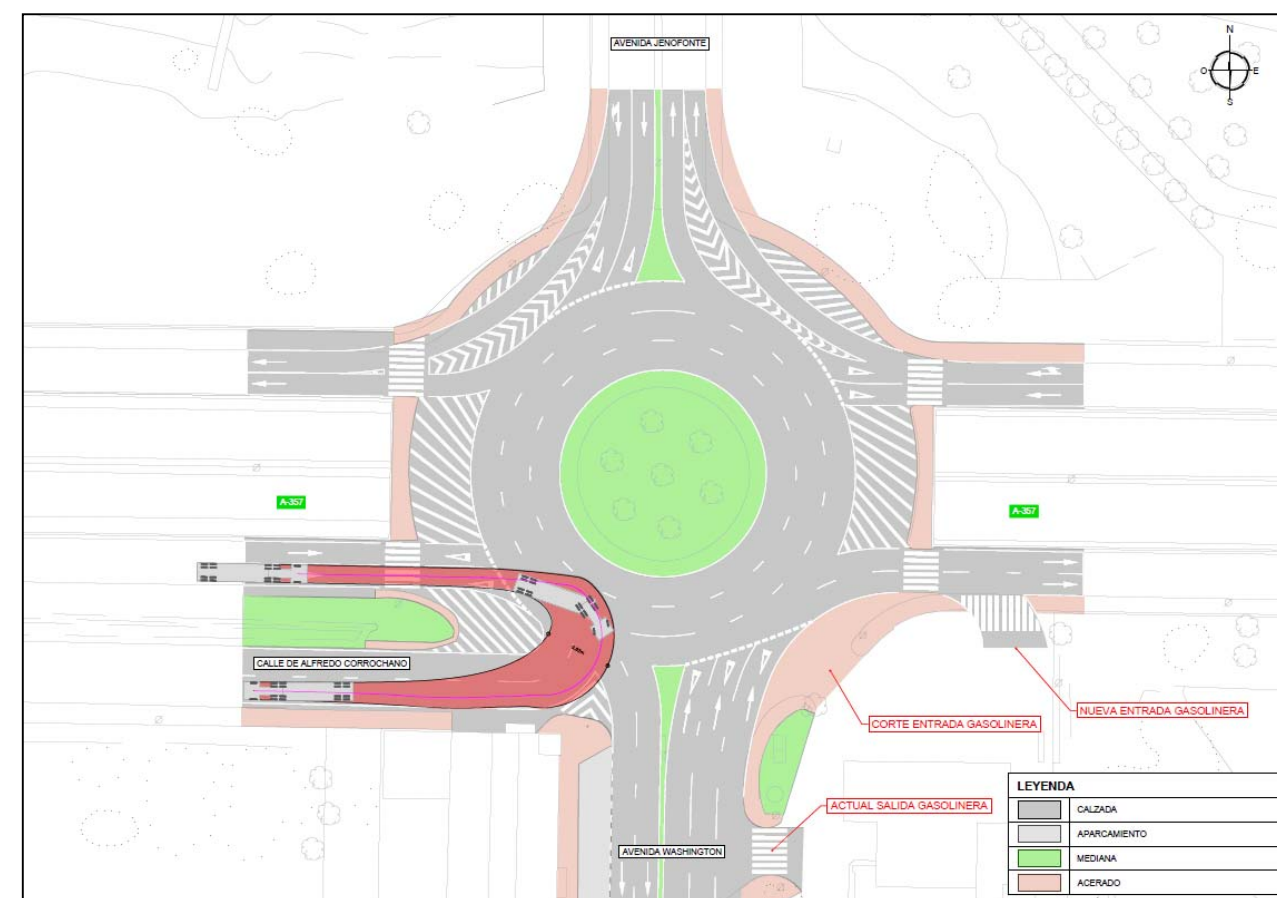 AVENIDA JENOFONTE
N
O
E
S
A-357
A-357
CALLE DE ALFREDO CORROCHANO
NUEVA ENTRADA GASOLINERA
CORTE ENTRADA GASOLINERA
ACTUAL SALIDA GASOLINERA
AVENIDA WASHINGTON
LEYENDA
CALZADA
APARCAMIENTO
MEDIANA
ACERADO